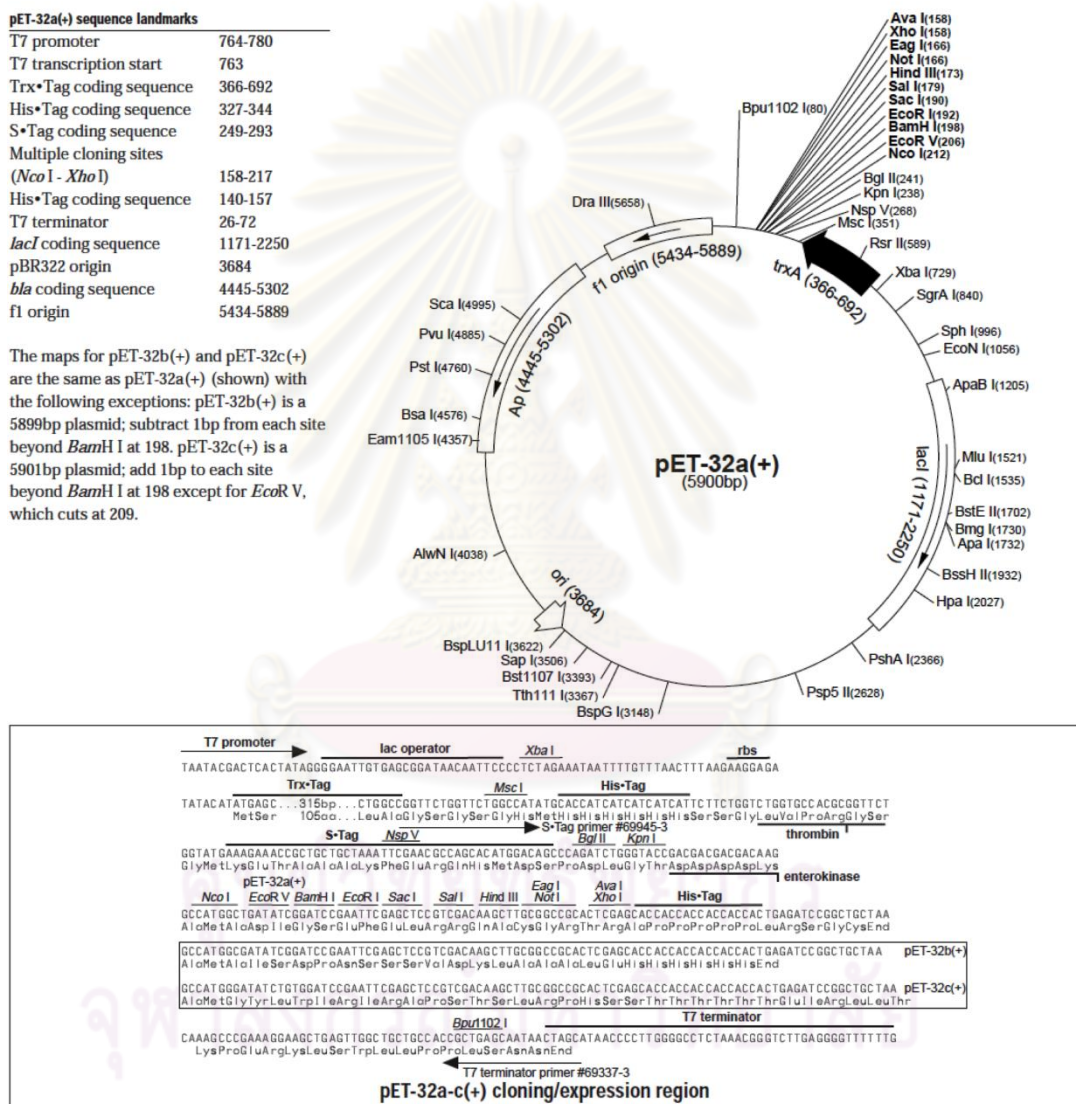 pET-32a(+) sequence landmarks
T7 promoter 764-780
T7 transcription start 763
Trx•Tag coding sequence 366-692
His•Tag coding sequence 327-344
S•Tag coding sequence 249-293
Multiple cloning sites
(Nco I - Xho I) 158-217
His•Tag coding sequence 140-157
T7 terminator 26-72
lacI coding sequence 1171-2250
pBR322 origin 3684
bla coding sequence 4445-5302
f1 origin 5434-5889
The maps for pET-32b(+) and pET-32c(+)
are the same as pET-32a(+) (shown) with
the following exceptions: pET-32b(+) is a
5899bp plasmid; subtract 1bp from each site
beyond BamH I at 198. pET-32c(+) is a
5901bp plasmid; add 1bp to each site
beyond BamH I at 198 except for EcoR V,
which cuts at 209.
Ava I(158)
Xho I(158)
Eag I(166)
Not I(166)
Hind III(173)
Sal I(179)
Sac I(190)
EcoR I(192)
BamH I(198)
EcoR V(206)
Nco I(212)
Bpu1102 I(80)
Bgl II(241)
Kpn I(238)
Nsp V(268)
Msc I(351)
Rsr II(589)
Xba I(729)
SgrA I(840)
Sph I(996)
EcoN I(1056)
ApaB I(1205)
Mlu I(1521)
Bcl I(1535)
BstE II(1702)
Bmg I(1730)
Apa I(1732)
BssH II(1932)
Hpa I(2027)
PshA I(2366)
Psp5 II(2628)
BspG I(3148)
Tth111 I(3367)
Bst1107 I(3393)
Sap I(3506)
BspLU11 I(3622)
AlwN I(4038)
Eam1105 I(4357)
Bsa I(4576)
Pst I(4760)
Pvu I(4885)
Sca I(4995)
Dra III(5658)
f1 origin (5434-5889)
trxA (366-692)
lacI (1171-2250)
ori (3684)
Ap (4445-5302)
pET-32a(+)
(5900bp)
T7 promoter lac operator Xba I rbs
TAATACGACTCACTATAGGGGAATTGTGAGCGGATAACAATTCCCCTCTAGAAATAATTTTGTTTAACTTTAAGAAGGAGA
Trx•Tag Msc I His•Tag
TATACATATGAGC...315bp...CTGGCCGGTTCTGGTTCTGGCCATATGCACCATCATCATCATCATTCTTCTGGTCTGGTGCCACGCGGTTCT
MetSer 105aa...LeuAlaGlySerGlySerGlyHisMetHisHisHisHisHisHisSerSerGlyLeuValProArgGlySer
S•Tag primer #69945-3 thrombin
S•Tag Nsp V Bgl II Kpn I
GGTATGAAAGAAACCGCTGCTGCTAAATTCGAACGCCAGCACATGGACAGCCCAGATCTGGGTACCGACGACGACGACAAG
GlyMetLysGluThrAlaAlaAlaLysPheGluArgGlnHisMetAspSerProAspLeuGlyThrAspAspAspAspLys
enterokinase
pET-32a(+)
Nco I EcoR V BamH I EcoR I Sac I Sal I Hind III Eag I Not I Ava I Xho I His•Tag
GCCATGGCTGATATCGGATCCGAATTCGAGCTCCGTCGACAAGCTTGCGGCCGCACTCGAGCACCACCACCACCACCACTGAGATCCGGCTGCTAA
AlaMetAlaAspIleGlySerGluPheGluLeuArgArgGlnAlaCysGlyArgThrArgAlaProProProProProProLeuArgSerGlyCysEnd
GCCATGGCGATATCGGATCCGAATTCGAGCTCCGTCGACAAGCTTGCGGCCGCACTCGAGCACCACCACCACCACCACTGAGATCCGGCTGCTAA pET-32b(+)
AlaMetAlaIleSerAspProAsnSerSerSerValAspLysLeuAlaAlaAlaLeuGluHisHisHisHisHisHisEnd
GCCATGGGATATCTGTGGATCCGAATTCGAGCTCCGTCGACAAGCTTGCGGCCGCACTCGAGCACCACCACCACCACCACTGAGATCCGGCTGCTAA pET-32c(+)
AlaMetGlyTyrLeuTrpIleArgIleArgAlaProSerThrSerLeuArgProHisSerSerThrThrThrThrThrThrGluIleArgLeuLeuThr
Bpu1102 I T7 terminator
CAAAGCCCGAAAGGAAGCTGAGTTGGCTGCTGCCACCGCTGAGCAATAACTAGCATAACCCCTTGGGGCCTCTAAACGGGTCTTGAGGGGTTTTTTG
LysProGluArgLysLeuSerTrpLeuLeuProProLeuSerAsnAsnEnd
T7 terminator primer #69337-3
pET-32a-c(+) cloning/expression region